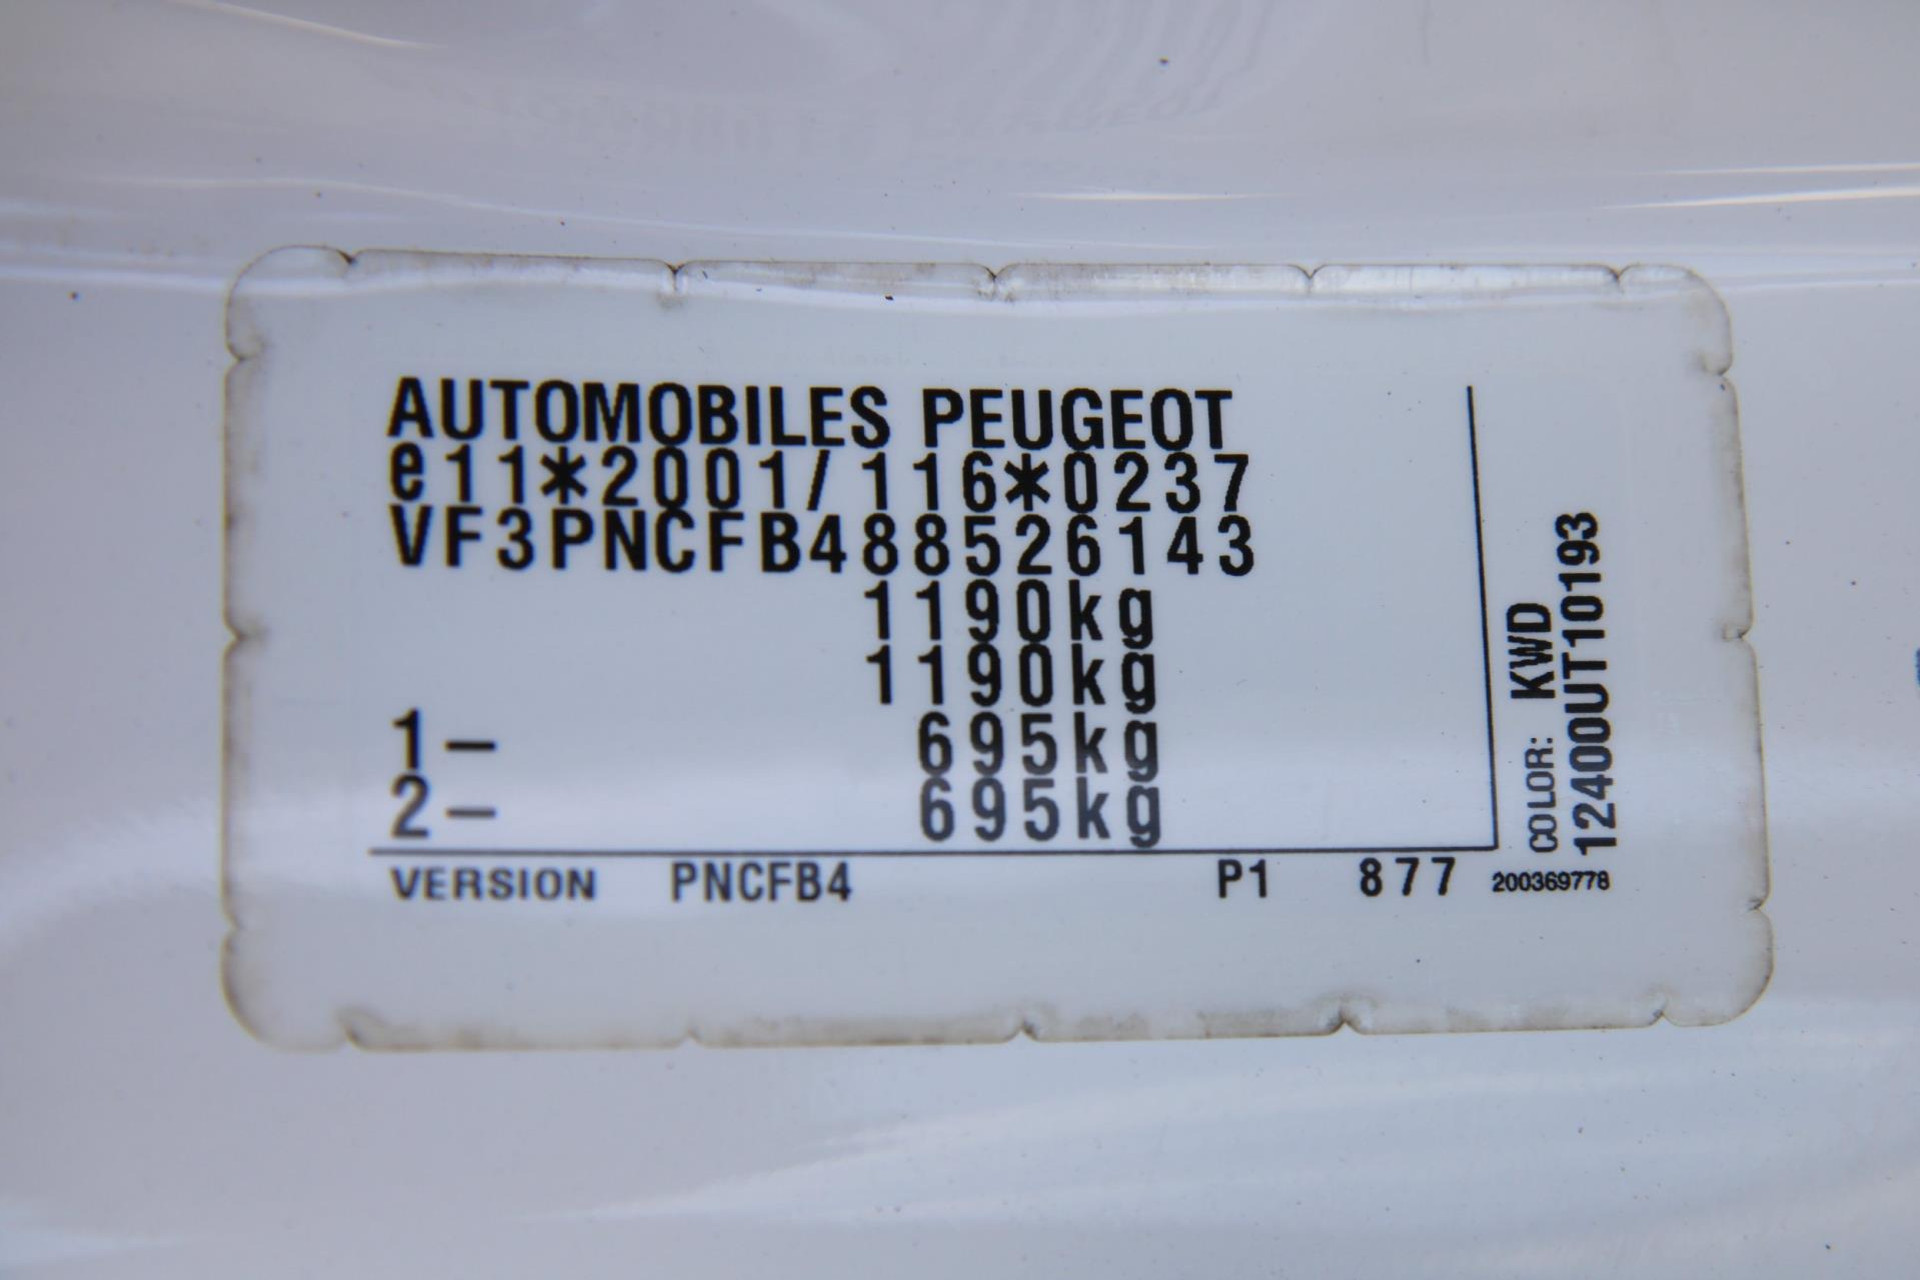 AUTOMOBILES PEUGEOT
e11*2001/116*0237
VF3PNCFB488526143
1190kg
1190kg
1- 695kg
2- 695kg
VERSION PNCFB4 P1 877
COLOR: KWD
12400UT10193
200369778